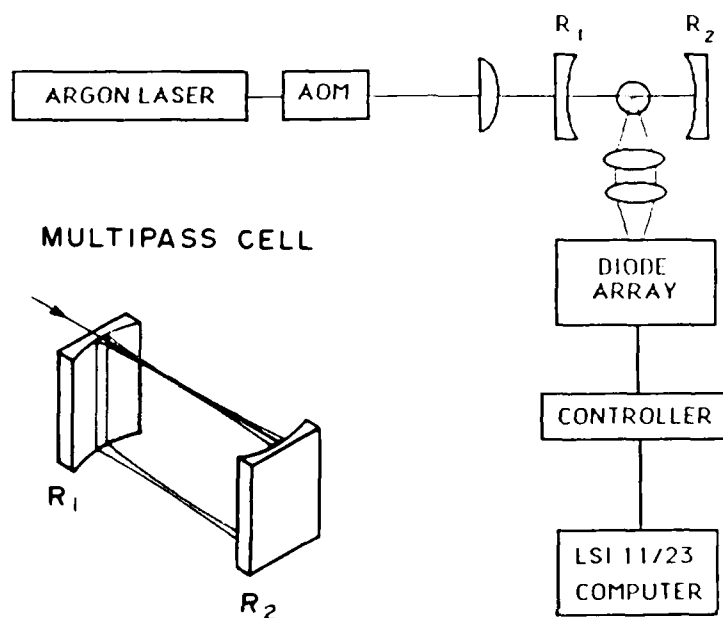 R1
R2
ARGON LASER
AOM
MULTIPASS CELL
DIODE
ARRAY
CONTROLLER
R1
R2
LSI 11/23
COMPUTER